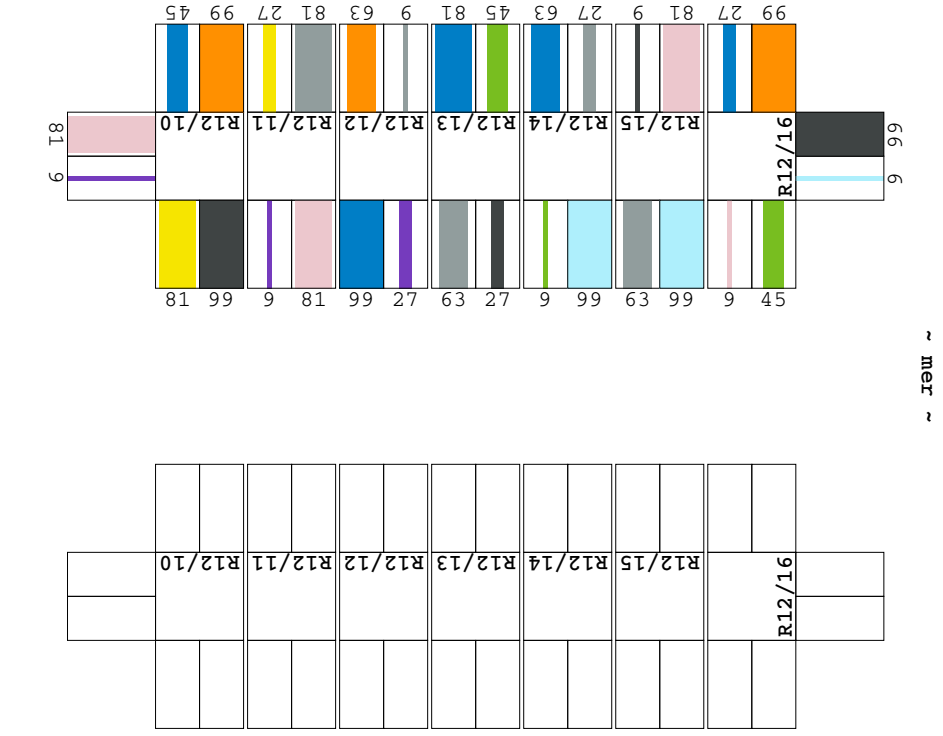 45 99 27 81 63 9 81 45 63 27 9 81 27 99
81 R12/10 R12/11 R12/12 R12/13 R12/14 R12/15 R12/16 99
9 9
81 99 9 81 99 27 63 27 9 99 63 99 9 45
~ mer ~
R12/10 R12/11 R12/12 R12/13 R12/14 R12/15 R12/16